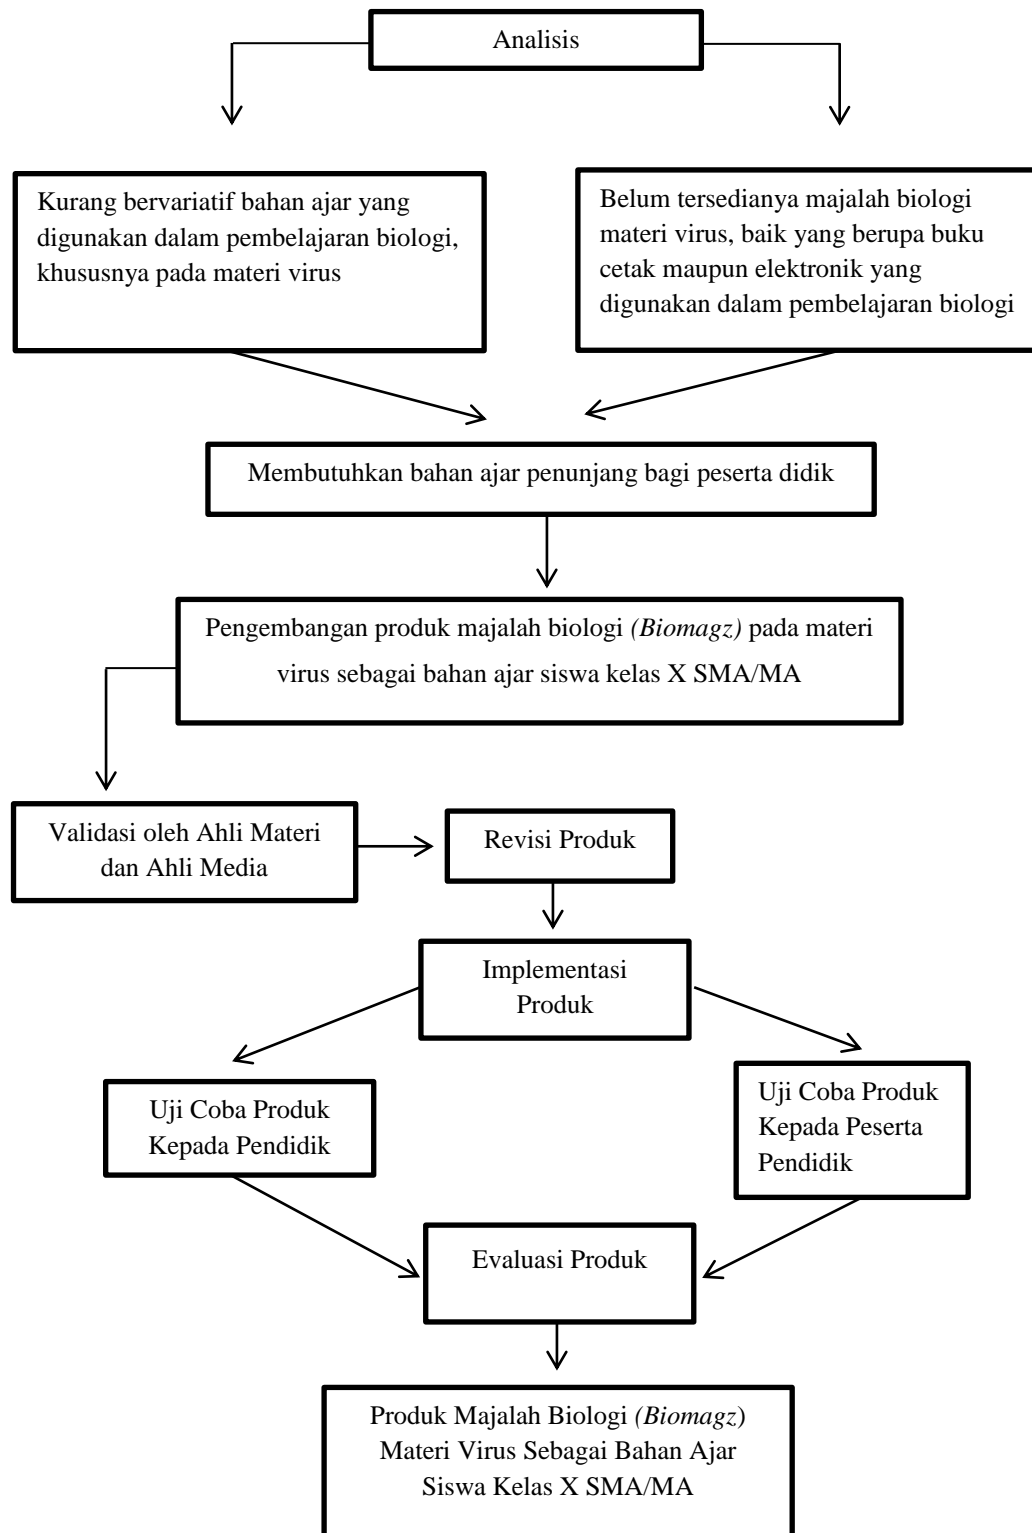 Analisis
Kurang bervariatif bahan ajar yang
digunakan dalam pembelajaran biologi,
khususnya pada materi virus
Belum tersedianya majalah biologi
materi virus, baik yang berupa buku
cetak maupun elektronik yang
digunakan dalam pembelajaran biologi
Membutuhkan bahan ajar penunjang bagi peserta didik
Pengembangan produk majalah biologi (Biomagz) pada materi
virus sebagai bahan ajar siswa kelas X SMA/MA
Validasi oleh Ahli Materi
dan Ahli Media
Revisi Produk
Implementasi
Produk
Uji Coba Produk
Kepada Pendidik
Uji Coba Produk
Kepada Peserta
Pendidik
Evaluasi Produk
Produk Majalah Biologi (Biomagz)
Materi Virus Sebagai Bahan Ajar
Siswa Kelas X SMA/MA